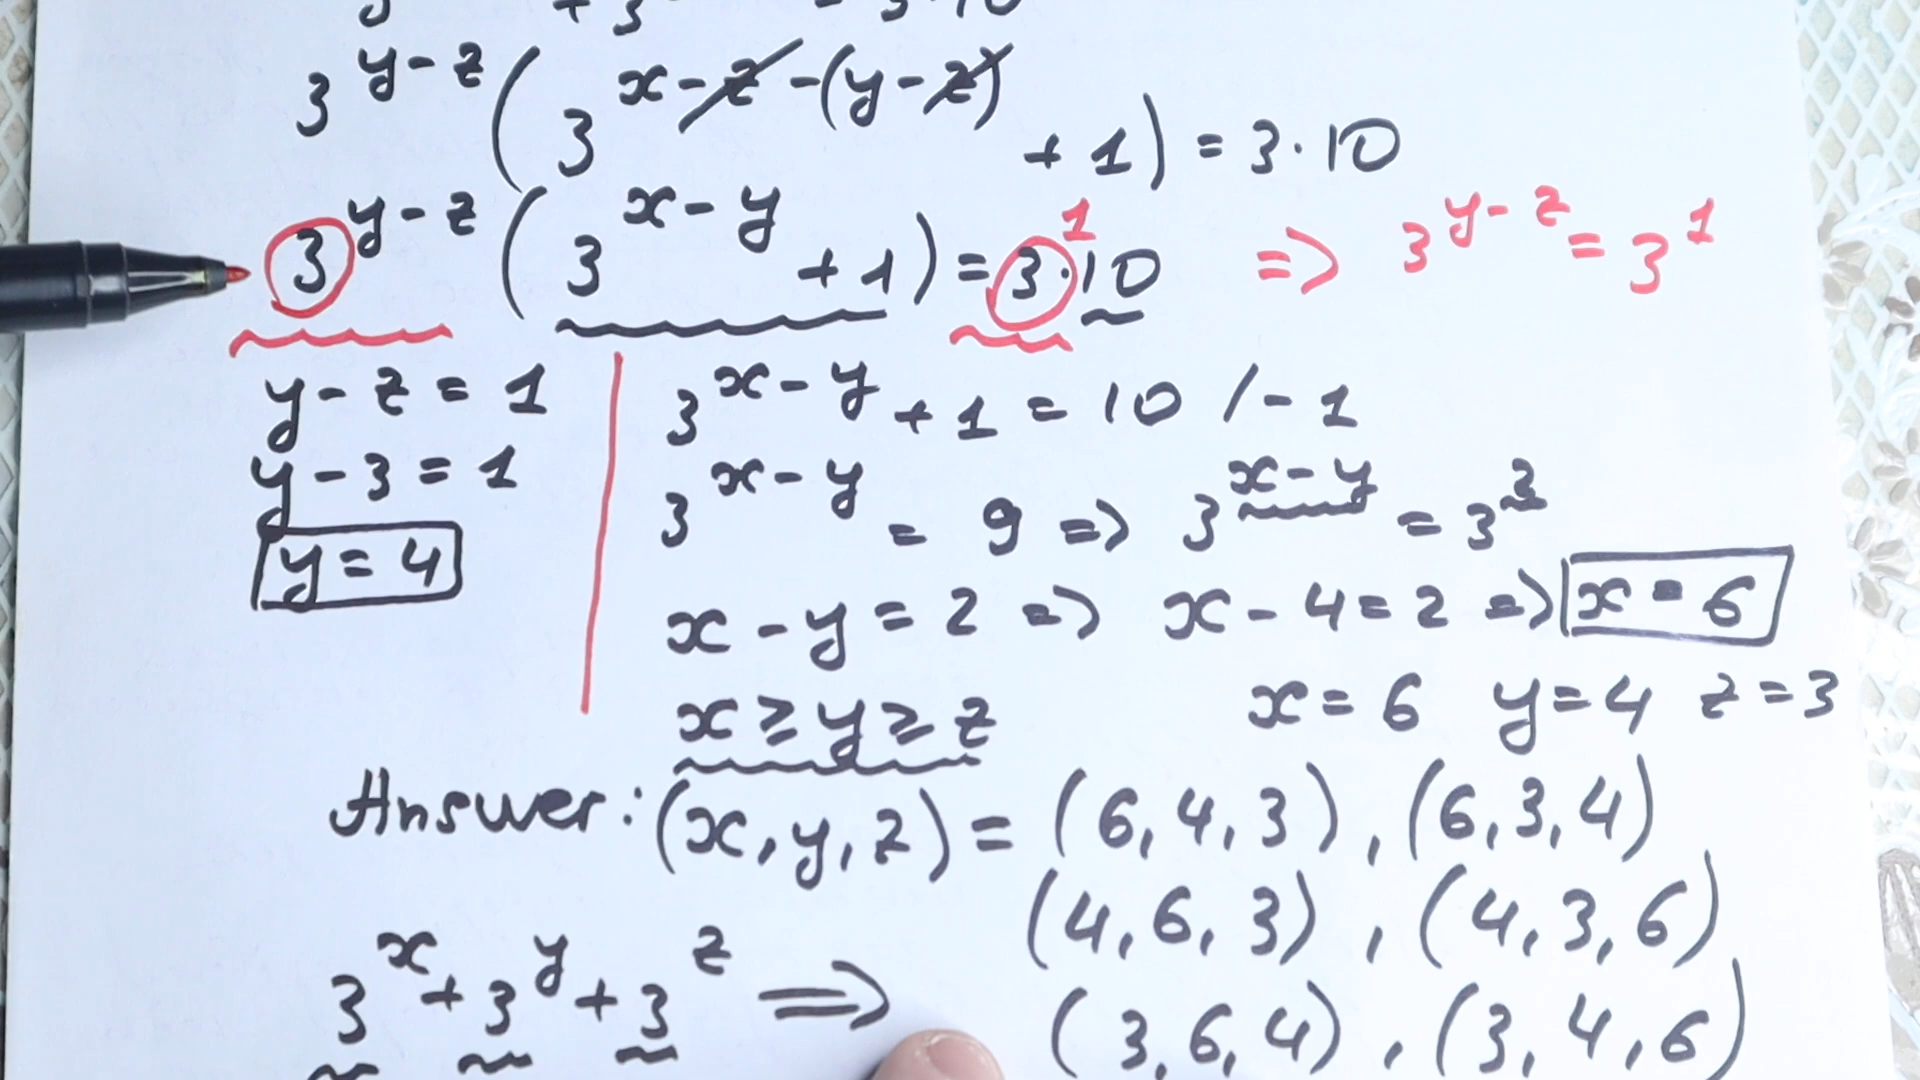 3^{y-z}(3^{x-z-(y-z)} + 1) = 3·10
3^{y-z}(3^{x-y} + 1) = 3^1·10 => 3^{y-z} = 3^1
y - z = 1
y - 3 = 1
y = 4
3^{x-y} + 1 = 10 /-1
3^{x-y} = 9 => 3^{x-y} = 3^2
x - y = 2 => x - 4 = 2 => x = 6
x ≥ y ≥ z
x = 6 y = 4 z = 3
Answer: (x, y, z) = (6, 4, 3), (6, 3, 4)
(4, 6, 3), (4, 3, 6)
3^x + 3^y + 3^z =>
(3, 6, 4), (3, 4, 6)